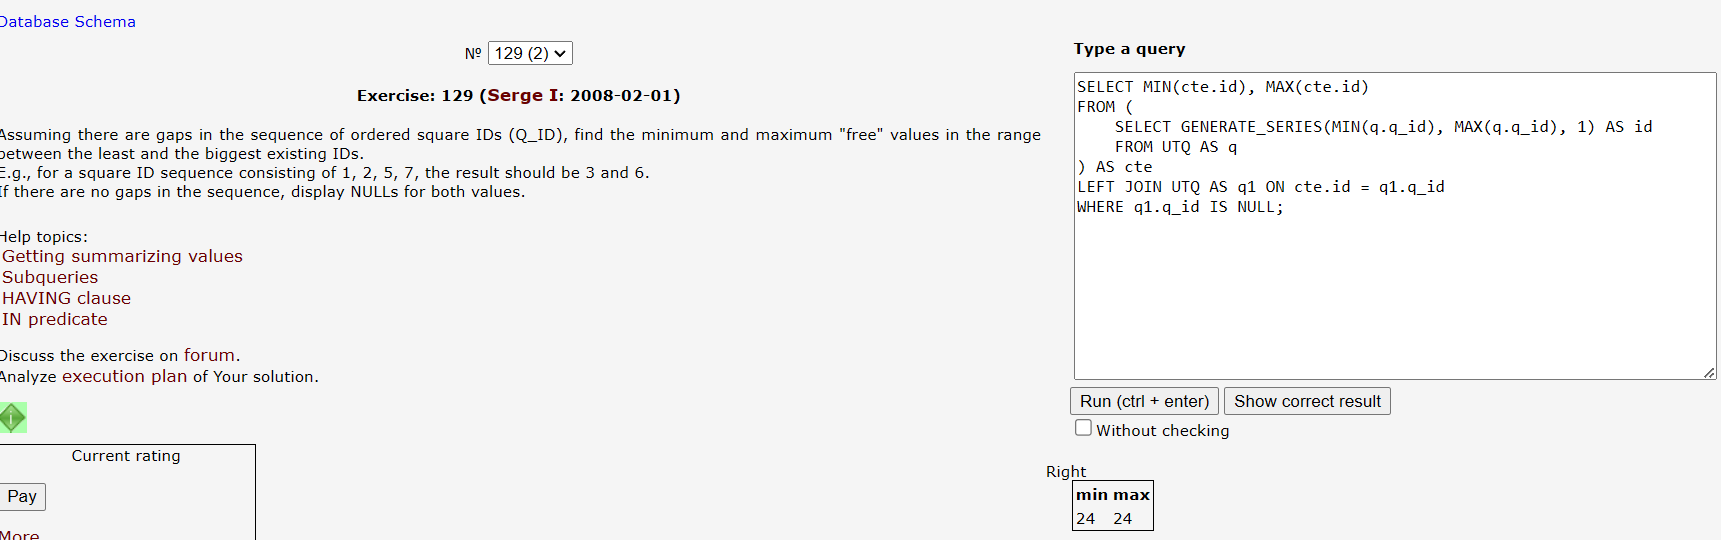 Database Schema
№ 129 (2)
Exercise: 129 (Serge I: 2008-02-01)
Assuming there are gaps in the sequence of ordered square IDs (Q_ID), find the minimum and maximum "free" values in the range
between the least and the biggest existing IDs.
E.g., for a square ID sequence consisting of 1, 2, 5, 7, the result should be 3 and 6.
If there are no gaps in the sequence, display NULLs for both values.
Help topics:
Getting summarizing values
Subqueries
HAVING clause
IN predicate
Discuss the exercise on forum.
Analyze execution plan of Your solution.
Current rating
Pay
More
Type a query
SELECT MIN(cte.id), MAX(cte.id)
FROM (
    SELECT GENERATE_SERIES(MIN(q.q_id), MAX(q.q_id), 1) AS id
    FROM UTQ AS q
) AS cte
LEFT JOIN UTQ AS q1 ON cte.id = q1.q_id
WHERE q1.q_id IS NULL;
Run (ctrl + enter) Show correct result
Without checking
Right
min max
24 24